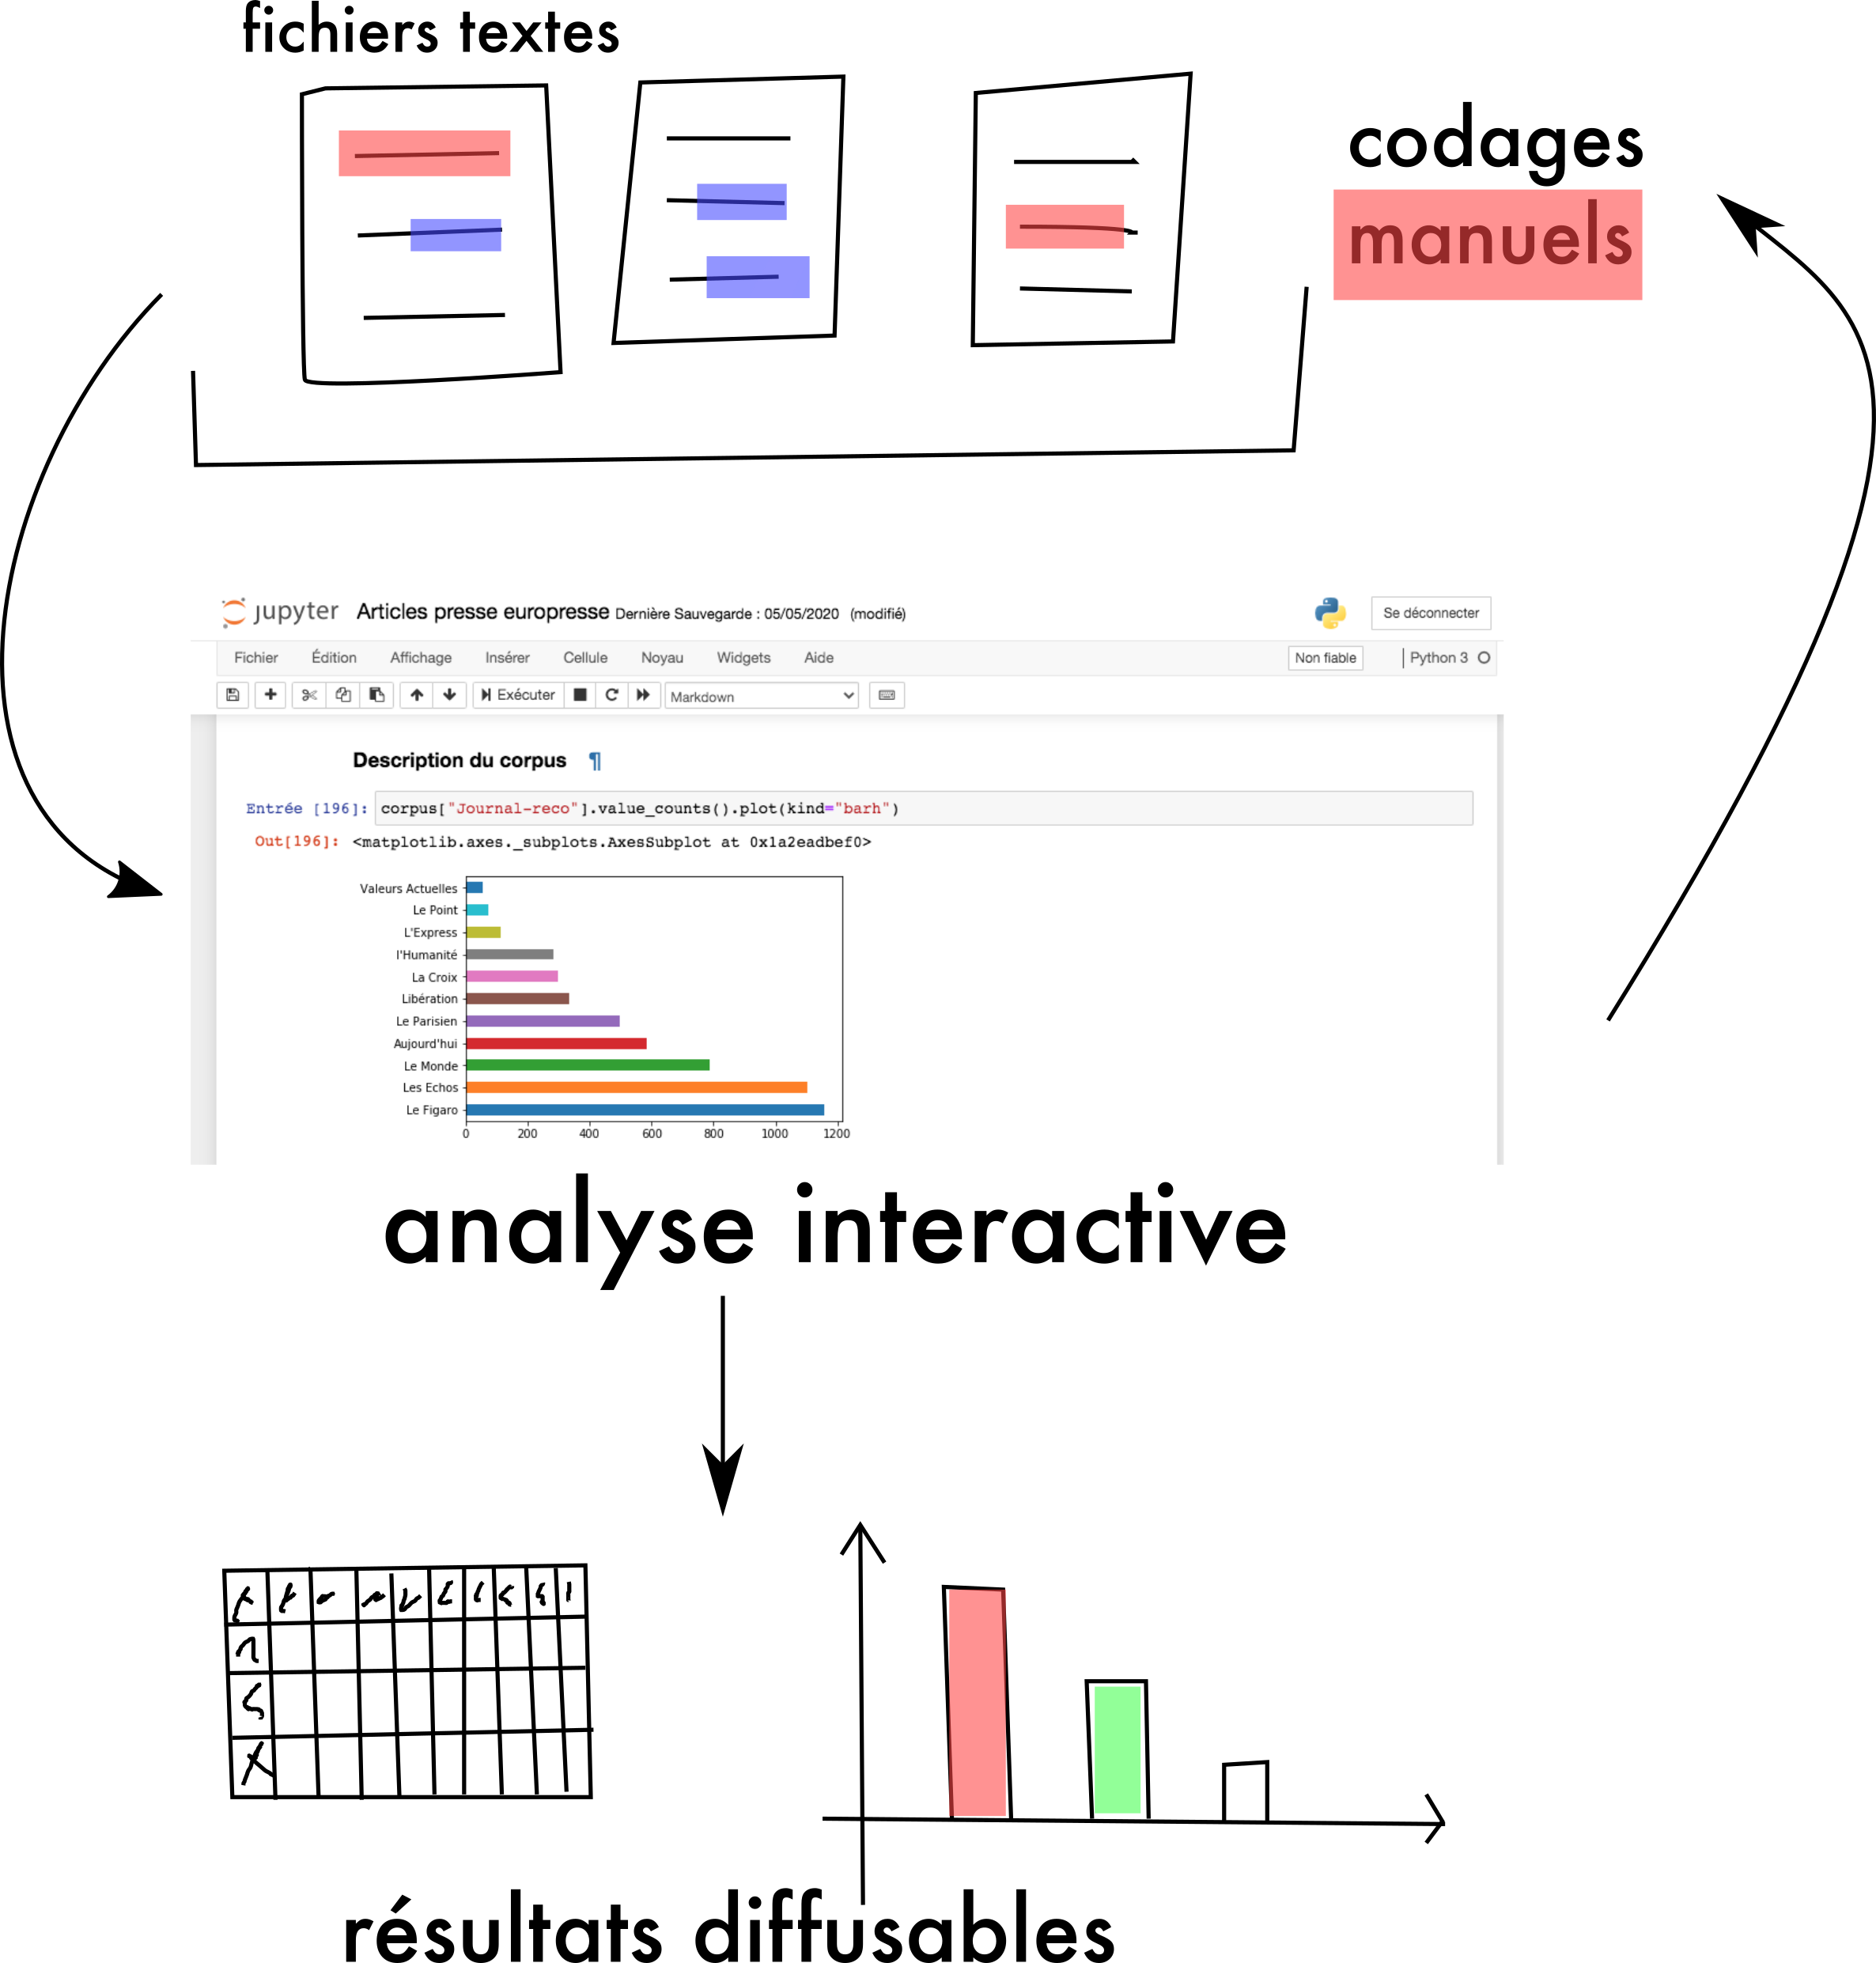 fichiers textes
codages
manuels
jupyter Articles presse europresse Dernière Sauvegarde : 05/05/2020 (modifié)
Se déconnecter
Fichier Édition Affichage Insérer Cellule Noyau Widgets Aide
Non fiable Python 3
Exécuter Markdown
Description du corpus ¶
Entrée [196]: corpus["Journal-reco"].value_counts().plot(kind="barh")
Out[196]: <matplotlib.axes._subplots.AxesSubplot at 0x1a2eadbef0>
Valeurs Actuelles
Le Point
L'Express
l'Humanité
La Croix
Libération
Le Parisien
Aujourd'hui
Le Monde
Les Echos
Le Figaro
0 200 400 600 800 1000 1200
analyse interactive
résultats diffusables